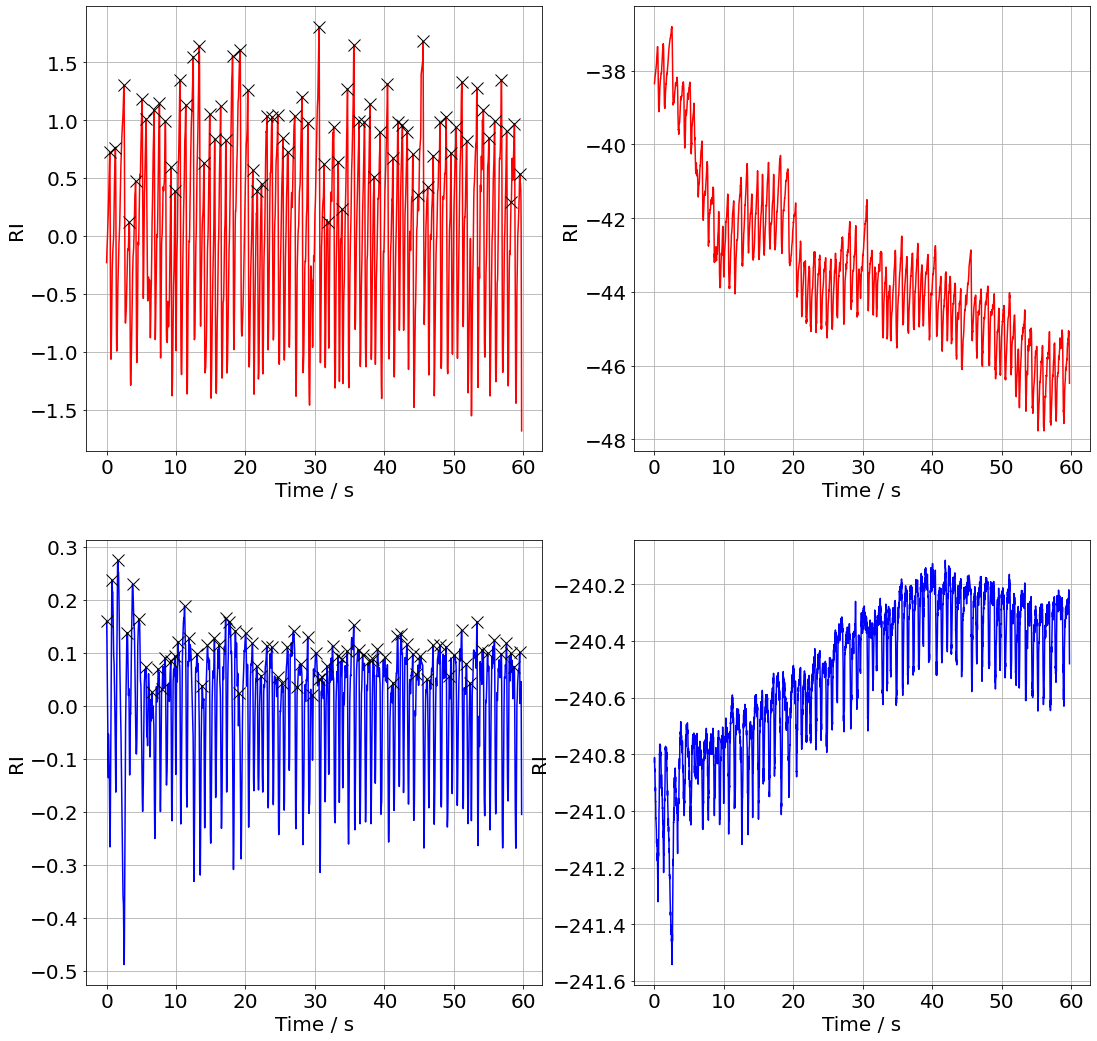 1.5
1.0
0.5
0.0
−0.5
−1.0
−1.5
RI
0 10 20 30 40 50 60
Time / s
−38
−40
−42
−44
−46
−48
RI
0 10 20 30 40 50 60
Time / s
0.3
0.2
0.1
0.0
−0.1
−0.2
−0.3
−0.4
−0.5
RI
0 10 20 30 40 50 60
Time / s
−240.2
−240.4
−240.6
−240.8
−241.0
−241.2
−241.4
−241.6
RI
0 10 20 30 40 50 60
Time / s